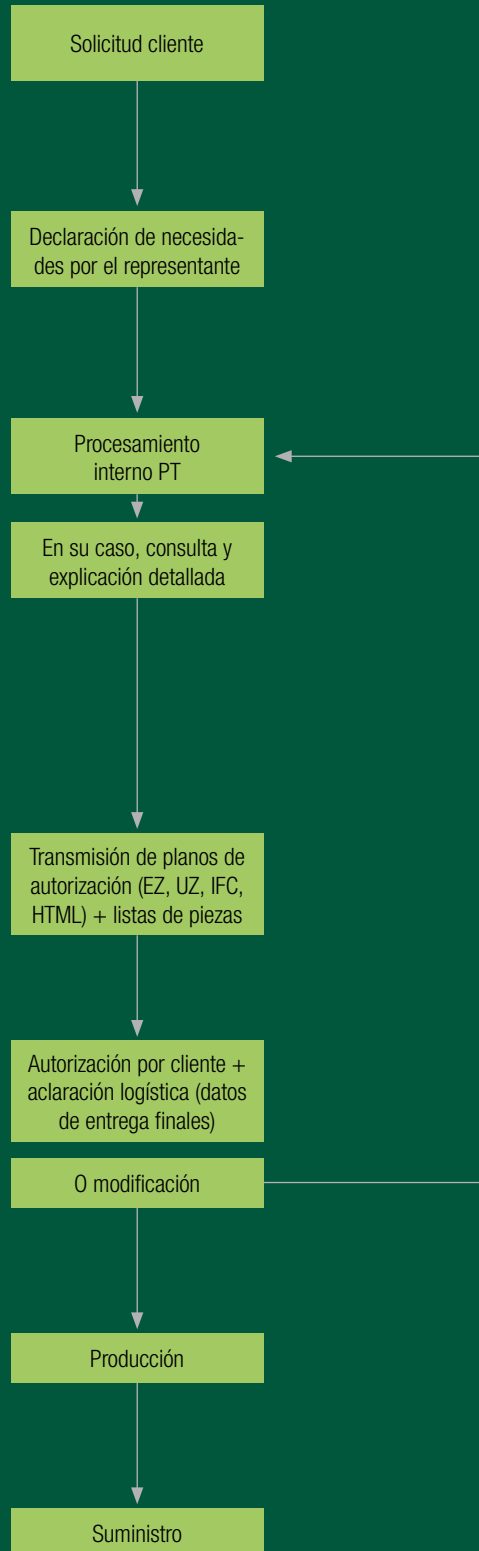 Solicitud cliente
Declaración de necesida-
des por el representante
Procesamiento
interno PT
En su caso, consulta y
explicación detallada
Transmisión de planos de
autorización (EZ, UZ, IFC,
HTML) + listas de piezas
Autorización por cliente +
aclaración logística (datos
de entrega finales)
O modificación
Producción
Suministro